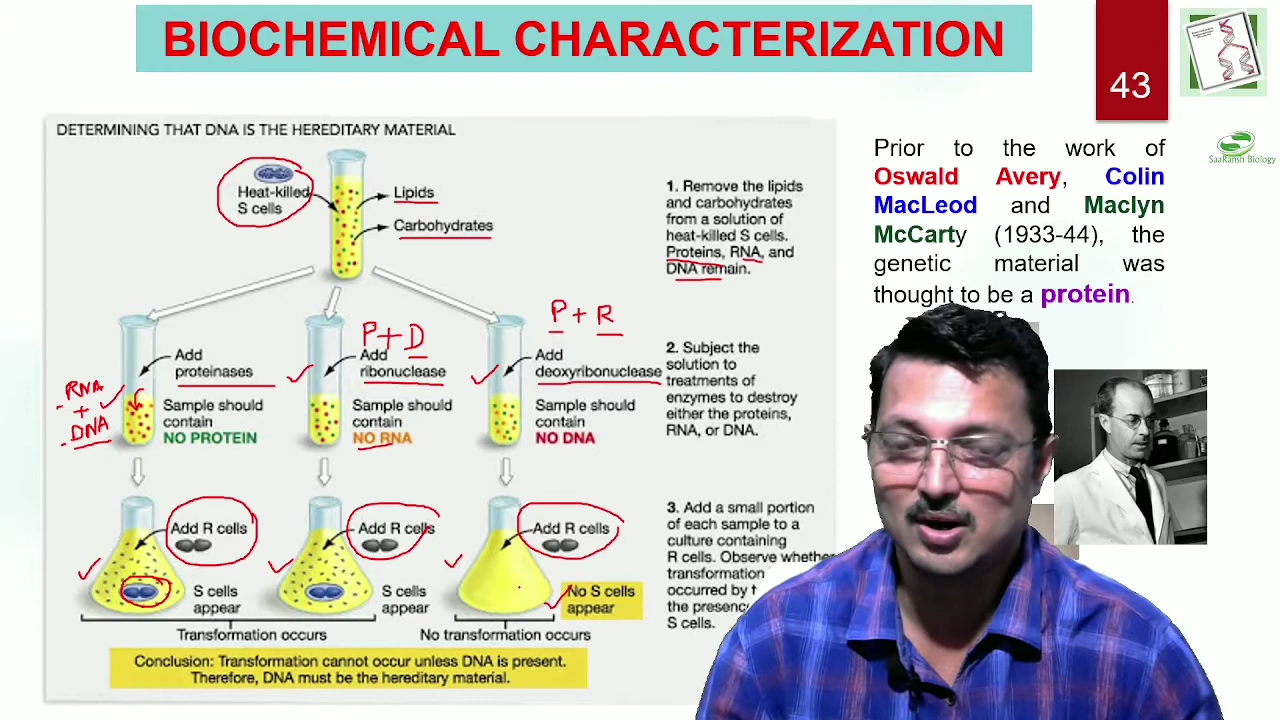 BIOCHEMICAL CHARACTERIZATION
43
SaaRansh Biology
DETERMINING THAT DNA IS THE HEREDITARY MATERIAL
Heat-killed
S cells
Lipids
Carbohydrates
1. Remove the lipids
and carbohydrates
from a solution of
heat-killed S cells.
Proteins, RNA, and
DNA remain.
Prior to the work of
Oswald Avery, Colin
MacLeod and Maclyn
McCarty (1933-44), the
genetic material was
thought to be a protein.
P + D
P + R
Add
proteinases
Add
ribonuclease
Add
deoxyribonuclease
RNA
+
DNA
Sample should
contain
NO PROTEIN
Sample should
contain
NO RNA
Sample should
contain
NO DNA
2. Subject the
solution to
treatments of
enzymes to destroy
either the proteins,
RNA, or DNA.
Add R cells
Add R cells
Add R cells
S cells
appear
S cells
appear
No S cells
appear
3. Add a small portion
of each sample to a
culture containing
R cells. Observe whether
transformation
occurred by
the presence
S cells.
Transformation occurs
No transformation occurs
Conclusion: Transformation cannot occur unless DNA is present.
Therefore, DNA must be the hereditary material.